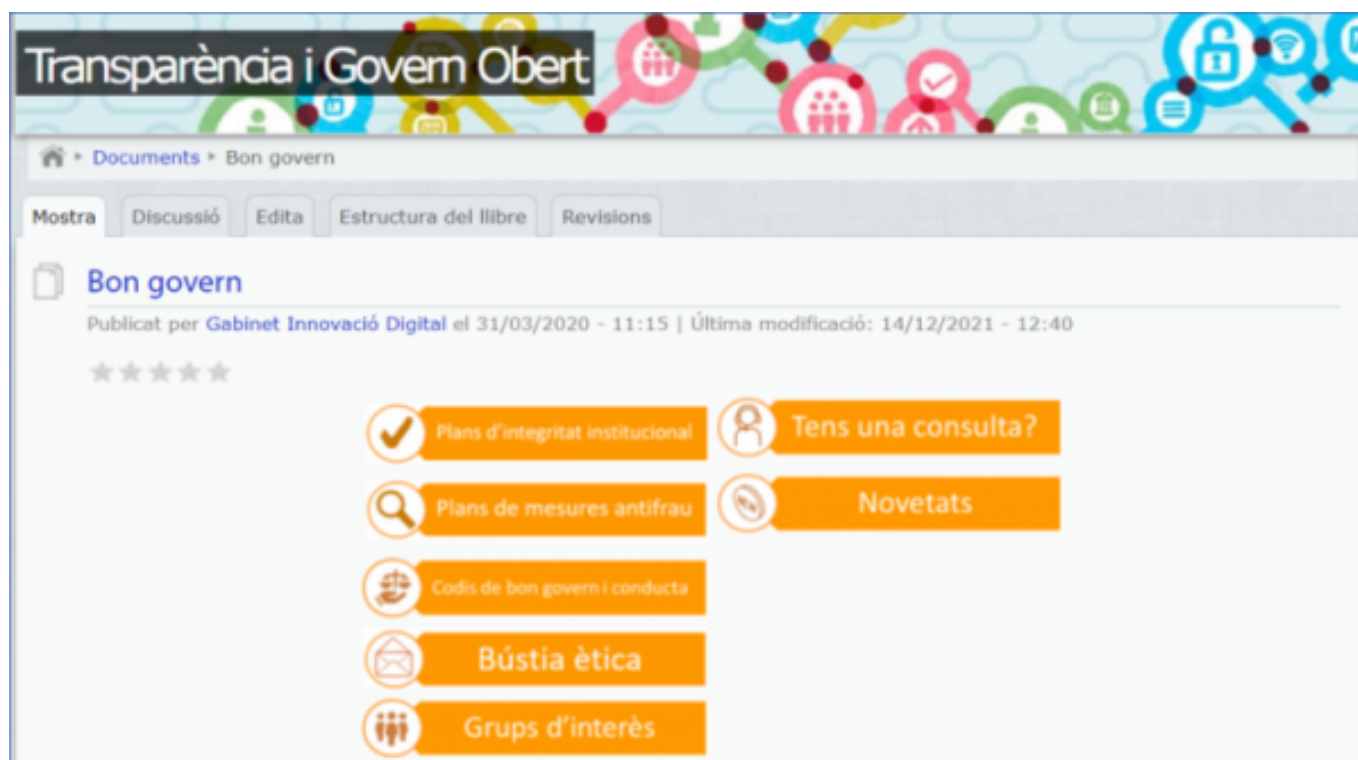 Transparència i Govern Obert
Documents ▸ Bon govern
Mostra Discussió Edita Estructura del llibre Revisions
Bon govern
Publicat per Gabinet Innovació Digital el 31/03/2020 - 11:15 | Última modificació: 14/12/2021 - 12:40
Plans d'integritat institucional
Tens una consulta?
Plans de mesures antifrau
Novetats
Codis de bon govern i conducta
Bústia ètica
Grups d'interès